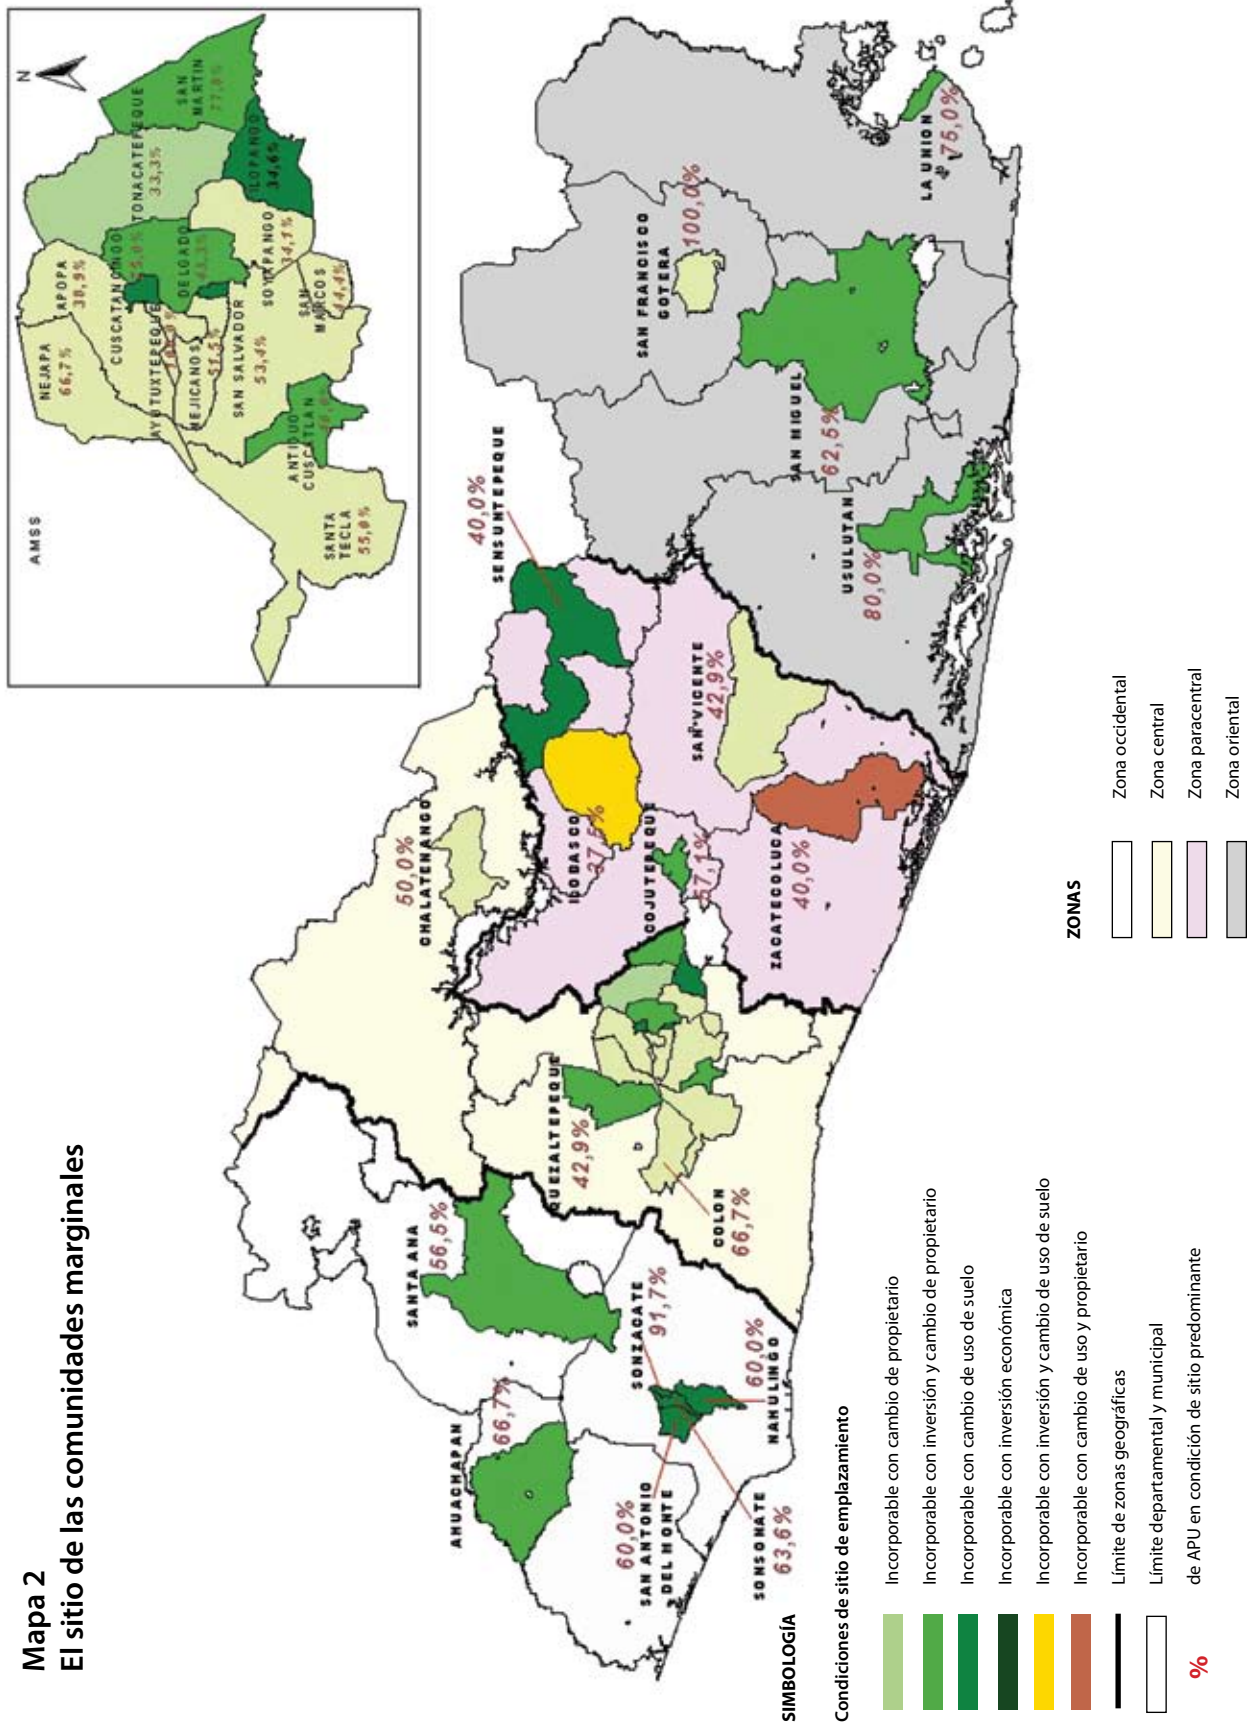 Mapa 2
El sitio de las comunidades marginales
AMSS
N
NEJAPA
66,7%
APOPA
38,9%
TONACATEPEQUE
33,3%
SAN
MARTIN
77,8%
CUSCATANCINGO
DELGADO
ILOPANGO
34,6%
AYUTUXTEPEQUE
MEJICANOS
51,5%
SAN SALVADOR
53,4%
SOYAPANGO
34,1%
SAN
MARCOS
44,4%
ANTIGUO
CUSCATLAN
SANTA
TECLA
55,0%
AHUACHAPAN
66,7%
SANTA ANA
56,5%
SONZACATE
91,7%
60,0%
NAHULINGO
60,0%
SAN ANTONIO
DEL MONTE
SONSONATE
63,6%
50,0%
CHALATENANGO
QUEZALTEPEQUE
42,9%
COLON
66,7%
40,0%
SENSUNTEPEQUE
ILOBASCO
37,5%
COJUTEPEQUE
57,1%
SAN VICENTE
42,9%
ZACATECOLUCA
40,0%
SAN FRANCISCO
GOTERA
100,0%
SAN MIGUEL
62,5%
USULUTAN
80,0%
LA UNION
75,0%
SIMBOLOGÍA
Condiciones de sitio de emplazamiento
Incorporable con cambio de propietario
Incorporable con inversión y cambio de propietario
Incorporable con cambio de uso de suelo
Incorporable con inversión económica
Incorporable con inversión y cambio de uso de suelo
Incorporable con cambio de uso y propietario
Límite de zonas geográficas
Límite departamental y municipal
% de APU en condición de sitio predominante
ZONAS
Zona occidental
Zona central
Zona paracentral
Zona oriental